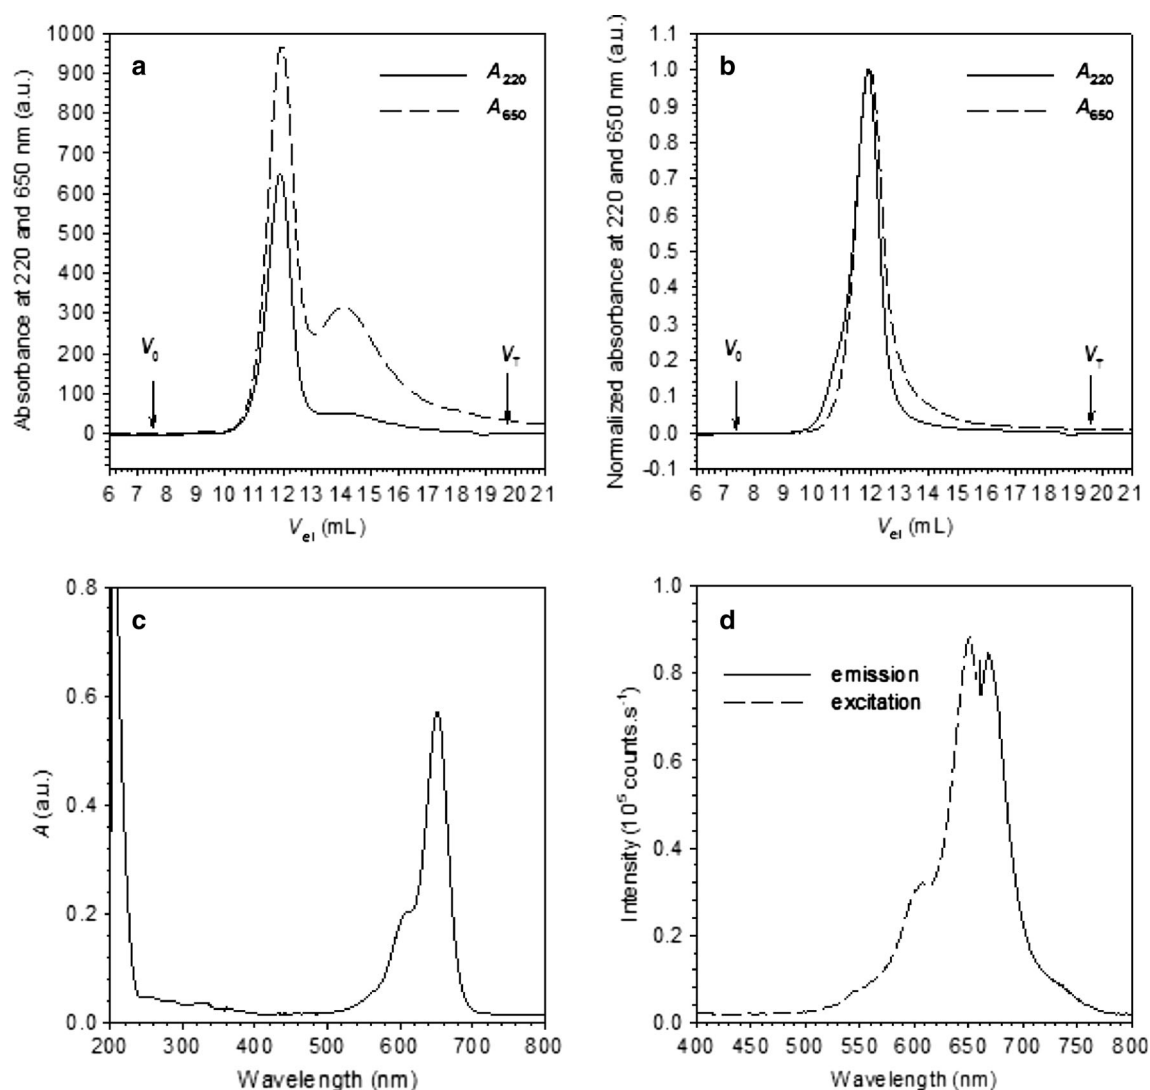 a
A220
A650
Absorbance at 220 and 650 nm (a.u.)
1000
900
800
700
600
500
400
300
200
100
0
V0
VT
6 7 8 9 10 11 12 13 14 15 16 17 18 19 20 21
Vel (mL)
b
A220
A650
Normalized absorbance at 220 and 650 nm (a.u.)
1.1
1.0
0.9
0.8
0.7
0.6
0.5
0.4
0.3
0.2
0.1
0.0
-0.1
V0
VT
6 7 8 9 10 11 12 13 14 15 16 17 18 19 20 21
Vel (mL)
c
A (a.u.)
0.8
0.6
0.4
0.2
0.0
200 300 400 500 600 700 800
Wavelength (nm)
d
emission
excitation
Intensity (10⁵ counts.s⁻¹)
1.0
0.8
0.6
0.4
0.2
0.0
400 450 500 550 600 650 700 750 800
Wavelength (nm)